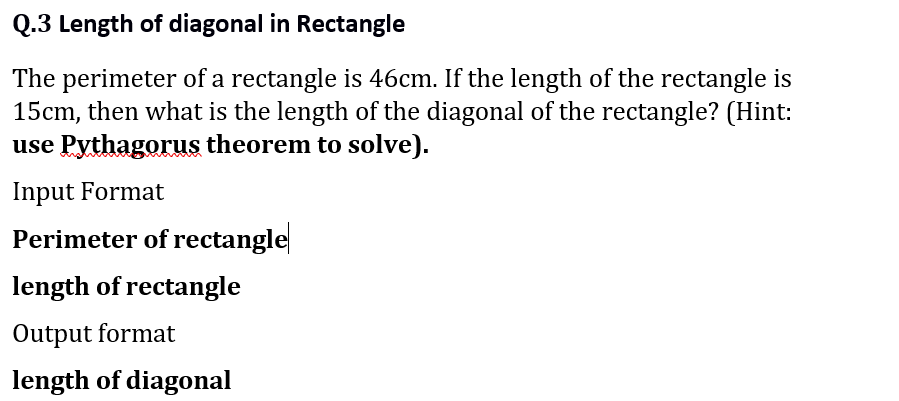 Q.3 Length of diagonal in Rectangle
The perimeter of a rectangle is 46cm. If the length of the rectangle is
15cm, then what is the length of the diagonal of the rectangle? (Hint:
use Pythagorus theorem to solve).
Input Format
Perimeter of rectangle
length of rectangle
Output format
length of diagonal